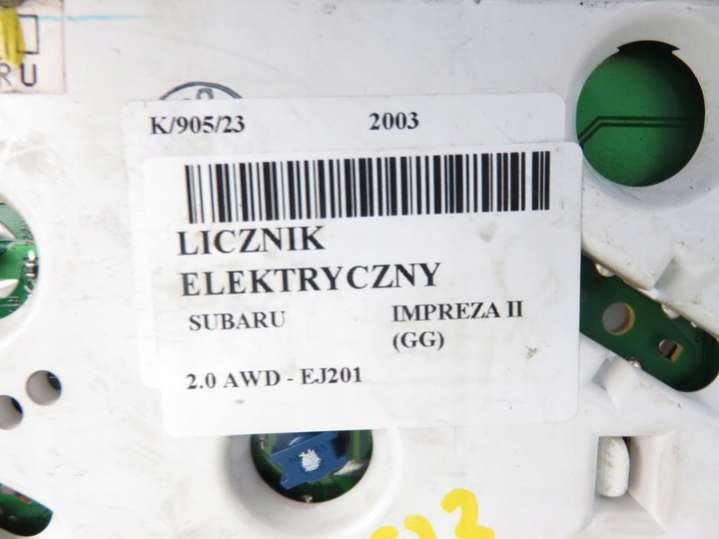 RU
K/905/23 2003
LICZNIK
ELEKTRYCZNY
SUBARU IMPREZA II
(GG)
2.0 AWD - EJ201